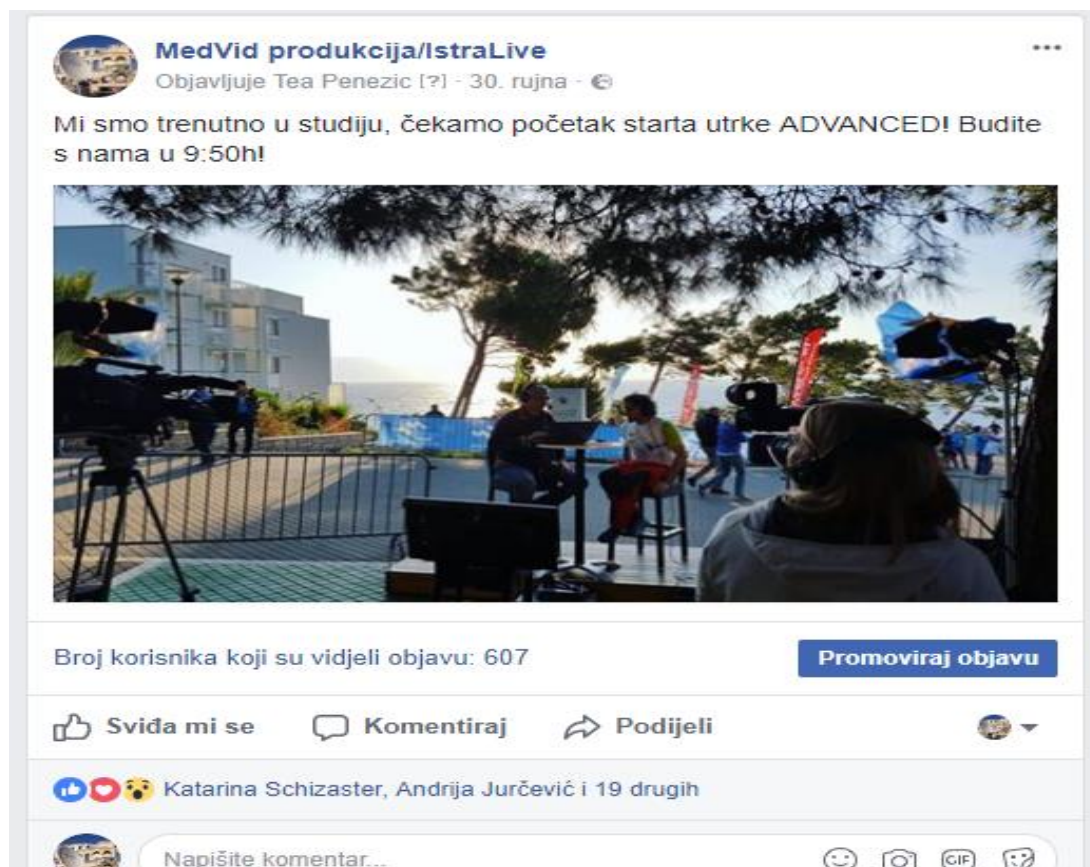 MedVid produkcija/IstraLive
Objavljuje Tea Penezic [?] · 30. rujna ·
Mi smo trenutno u studiju, čekamo početak starta utrke ADVANCED! Budite
s nama u 9:50h!
Broj korisnika koji su vidjeli objavu: 607
Promoviraj objavu
Sviđa mi se
Komentiraj
Podijeli
Katarina Schizaster, Andrija Jurčević i 19 drugih
Napišite komentar...
GIF